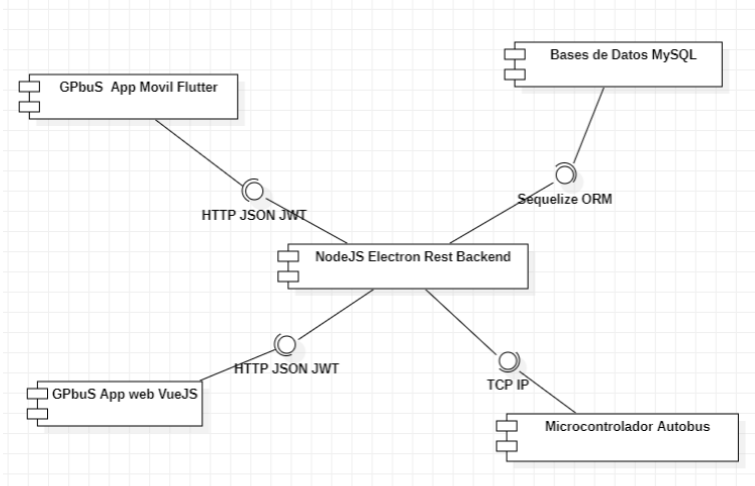 Bases de Datos MySQL
GPbuS App Movil Flutter
Sequelize ORM
HTTP JSON JWT
NodeJS Electron Rest Backend
HTTP JSON JWT
TCP IP
GPbuS App web VueJS
Microcontrolador Autobus